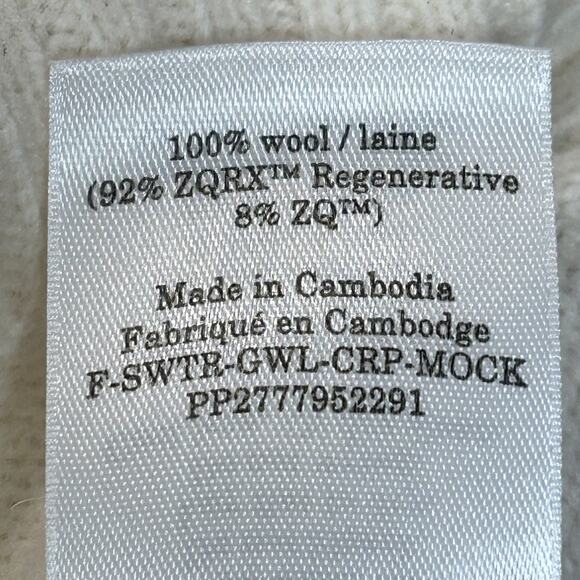 100% wool / laine
(92% ZQRX™ Regenerative
8% ZQ™)
Made in Cambodia
Fabriqué en Cambodge
F-SWTR-GWL-CRP-MOCK
PP2777952291